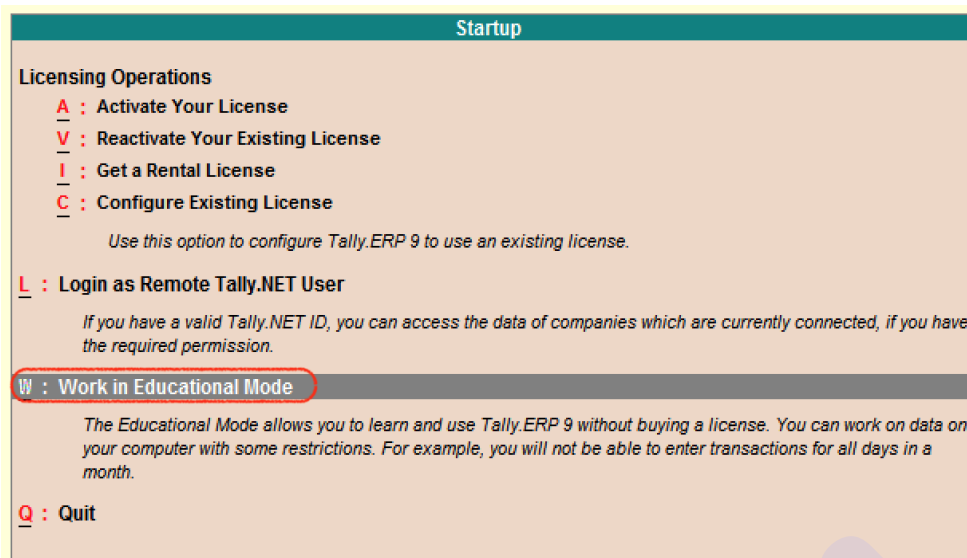 Startup
Licensing Operations
A : Activate Your License
V : Reactivate Your Existing License
I : Get a Rental License
C : Configure Existing License
Use this option to configure Tally.ERP 9 to use an existing license.
L : Login as Remote Tally.NET User
If you have a valid Tally.NET ID, you can access the data of companies which are currently connected, if you have
the required permission.
W : Work in Educational Mode
The Educational Mode allows you to learn and use Tally.ERP 9 without buying a license. You can work on data on
your computer with some restrictions. For example, you will not be able to enter transactions for all days in a
month.
Q : Quit